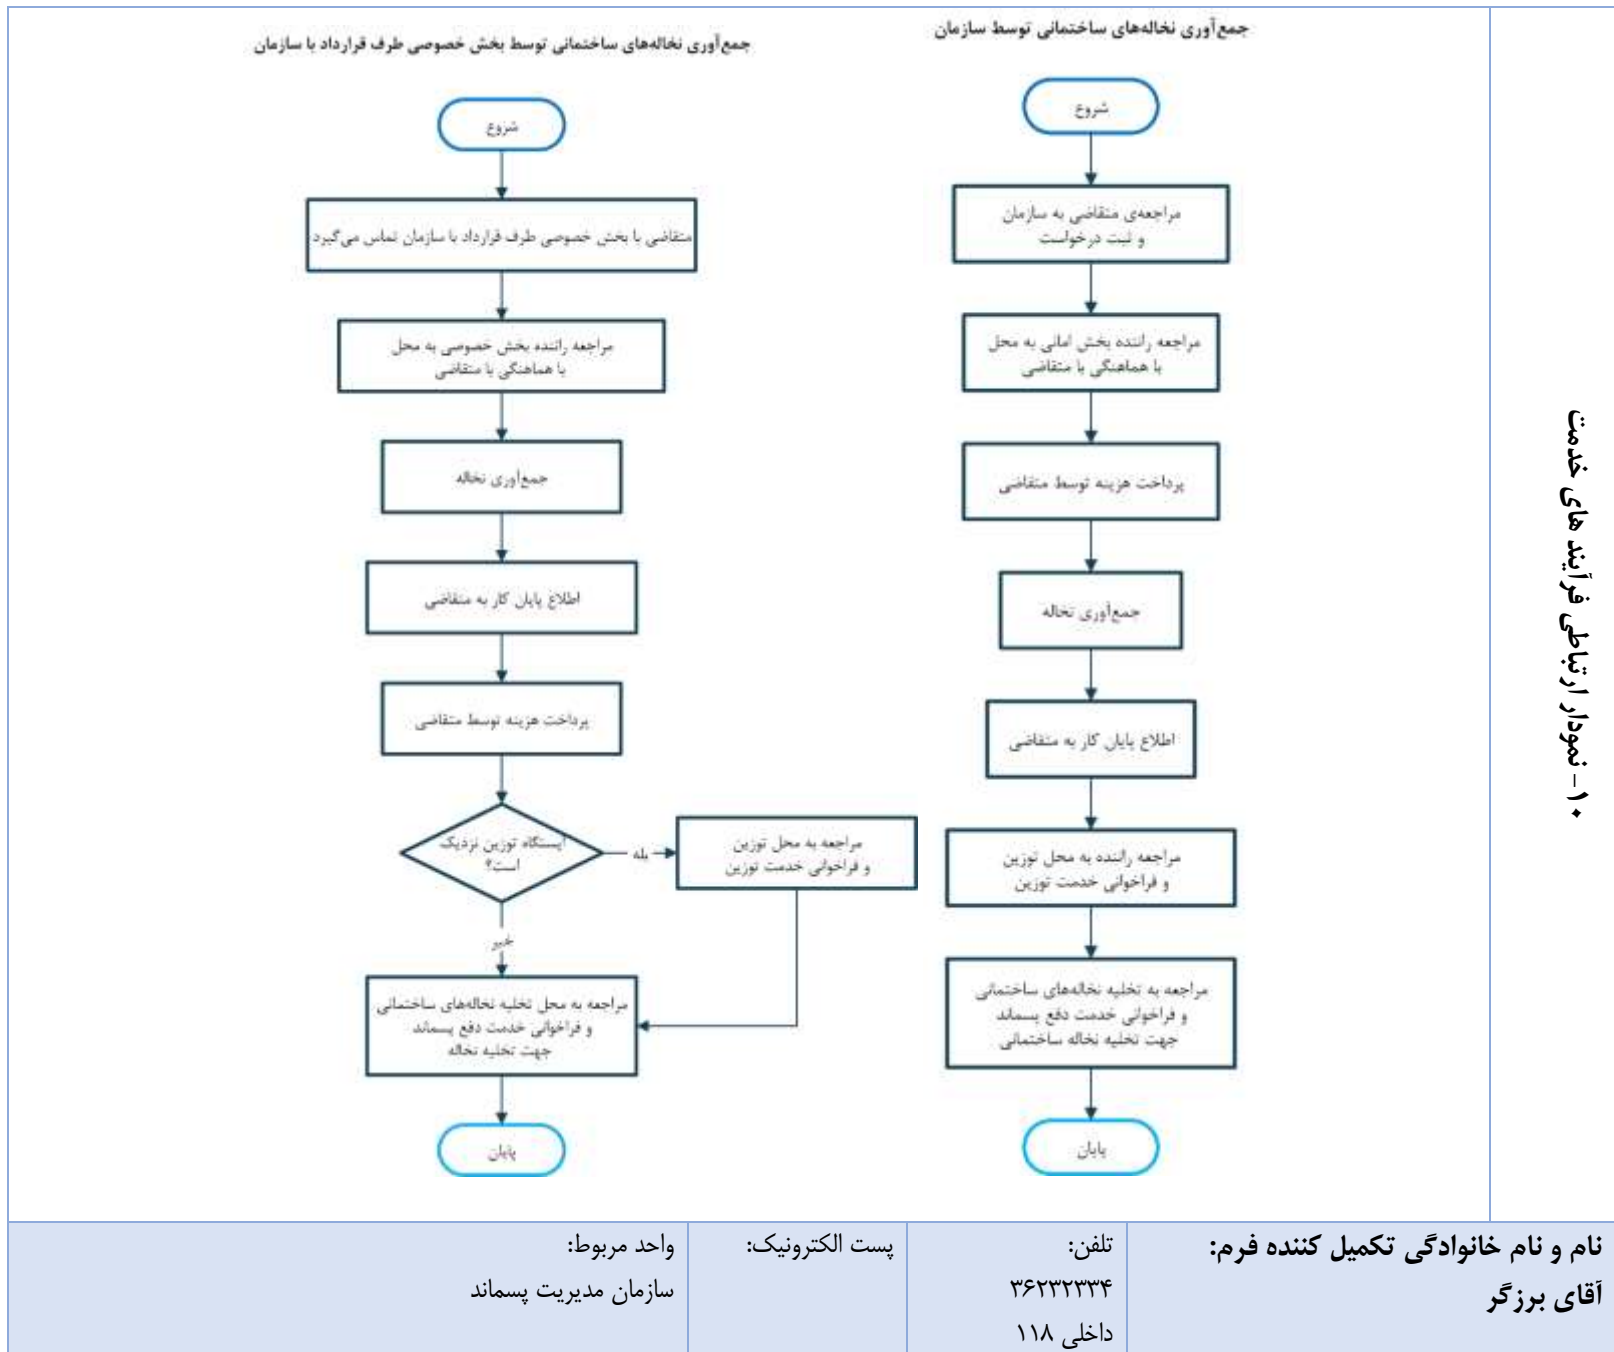 ۱۰- نمودار ارتباطی فرآیند های خدمت
جمع‌آوری نخاله‌های ساختمانی توسط سازمان
شروع
مراجعه‌ی متقاضی به سازمان
و ثبت درخواست
مراجعه راننده بخش امانی به محل
با هماهنگی با متقاضی
پرداخت هزینه توسط متقاضی
جمع‌آوری نخاله
اطلاع پایان کار به متقاضی
مراجعه راننده به محل توزین
و فراخوانی خدمت توزین
مراجعه به تخلیه نخاله‌های ساختمانی
و فراخوانی خدمت دفع پسماند
جهت تخلیه نخاله ساختمانی
پایان
جمع‌آوری نخاله‌های ساختمانی توسط بخش خصوصی طرف قرارداد با سازمان
شروع
متقاضی با بخش خصوصی طرف قرارداد با سازمان تماس می‌گیرد
مراجعه راننده بخش خصوصی به محل
با هماهنگی با متقاضی
جمع‌آوری نخاله
اطلاع پایان کار به متقاضی
پرداخت هزینه توسط متقاضی
ایستگاه توزین نزدیک
است؟
بله
مراجعه به محل توزین
و فراخوانی خدمت توزین
خیر
مراجعه به محل تخلیه نخاله‌های ساختمانی
و فراخوانی خدمت دفع پسماند
جهت تخلیه نخاله
پایان
نام و نام خانوادگی تکمیل کننده فرم:
آقای برزگر
تلفن:
۳۶۲۳۲۳۳۴
داخلی ۱۱۸
پست الکترونیک:
واحد مربوط:
سازمان مدیریت پسماند